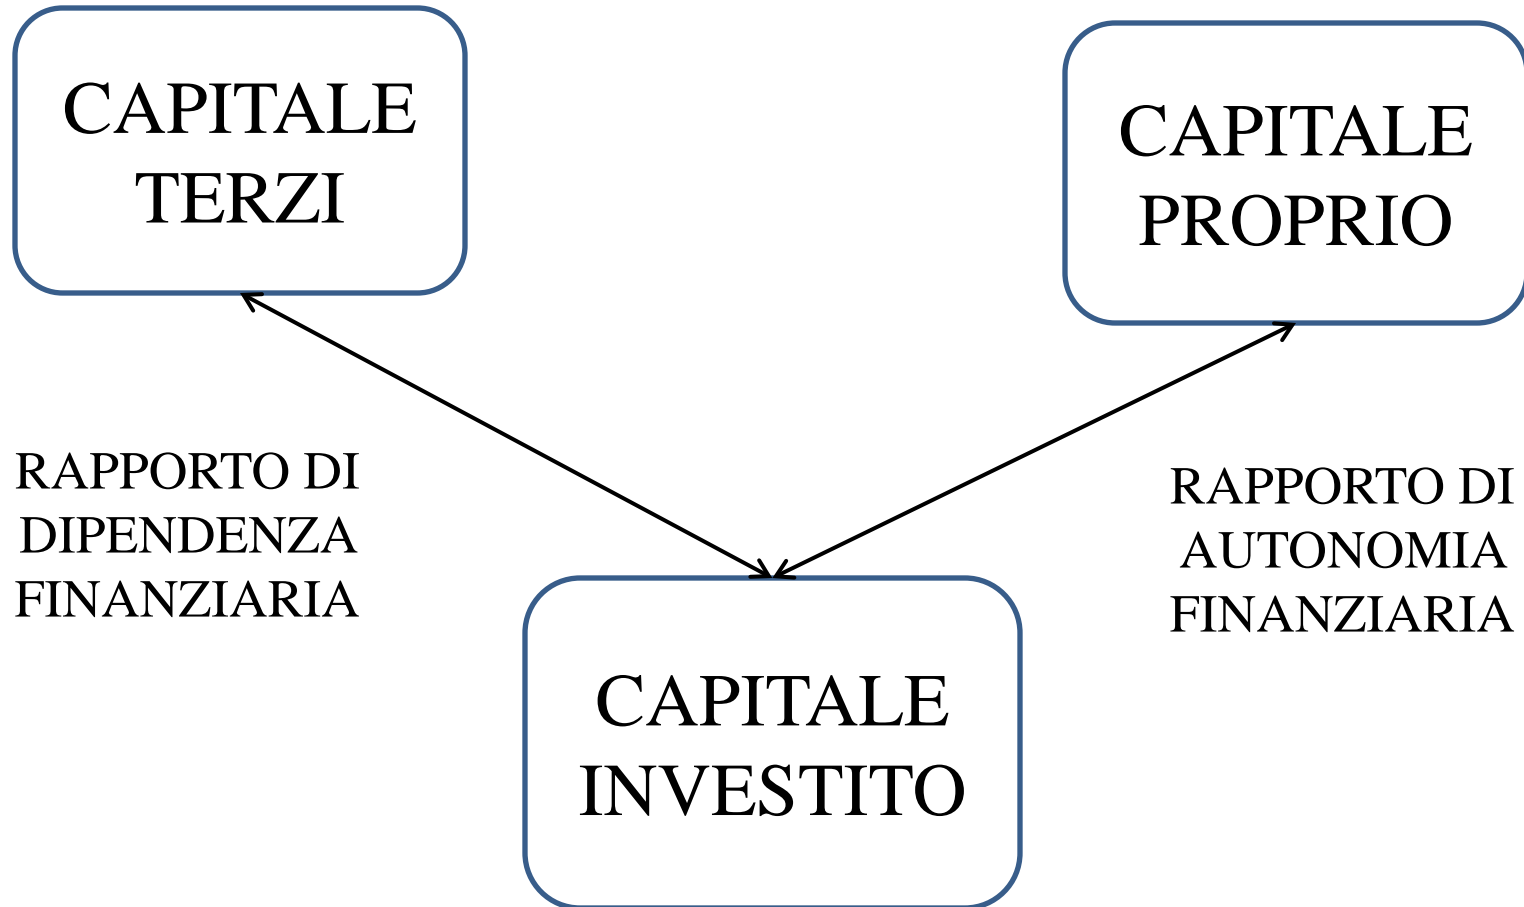 CAPITALE
TERZI
CAPITALE
PROPRIO
RAPPORTO DI
DIPENDENZA
FINANZIARIA
RAPPORTO DI
AUTONOMIA
FINANZIARIA
CAPITALE
INVESTITO